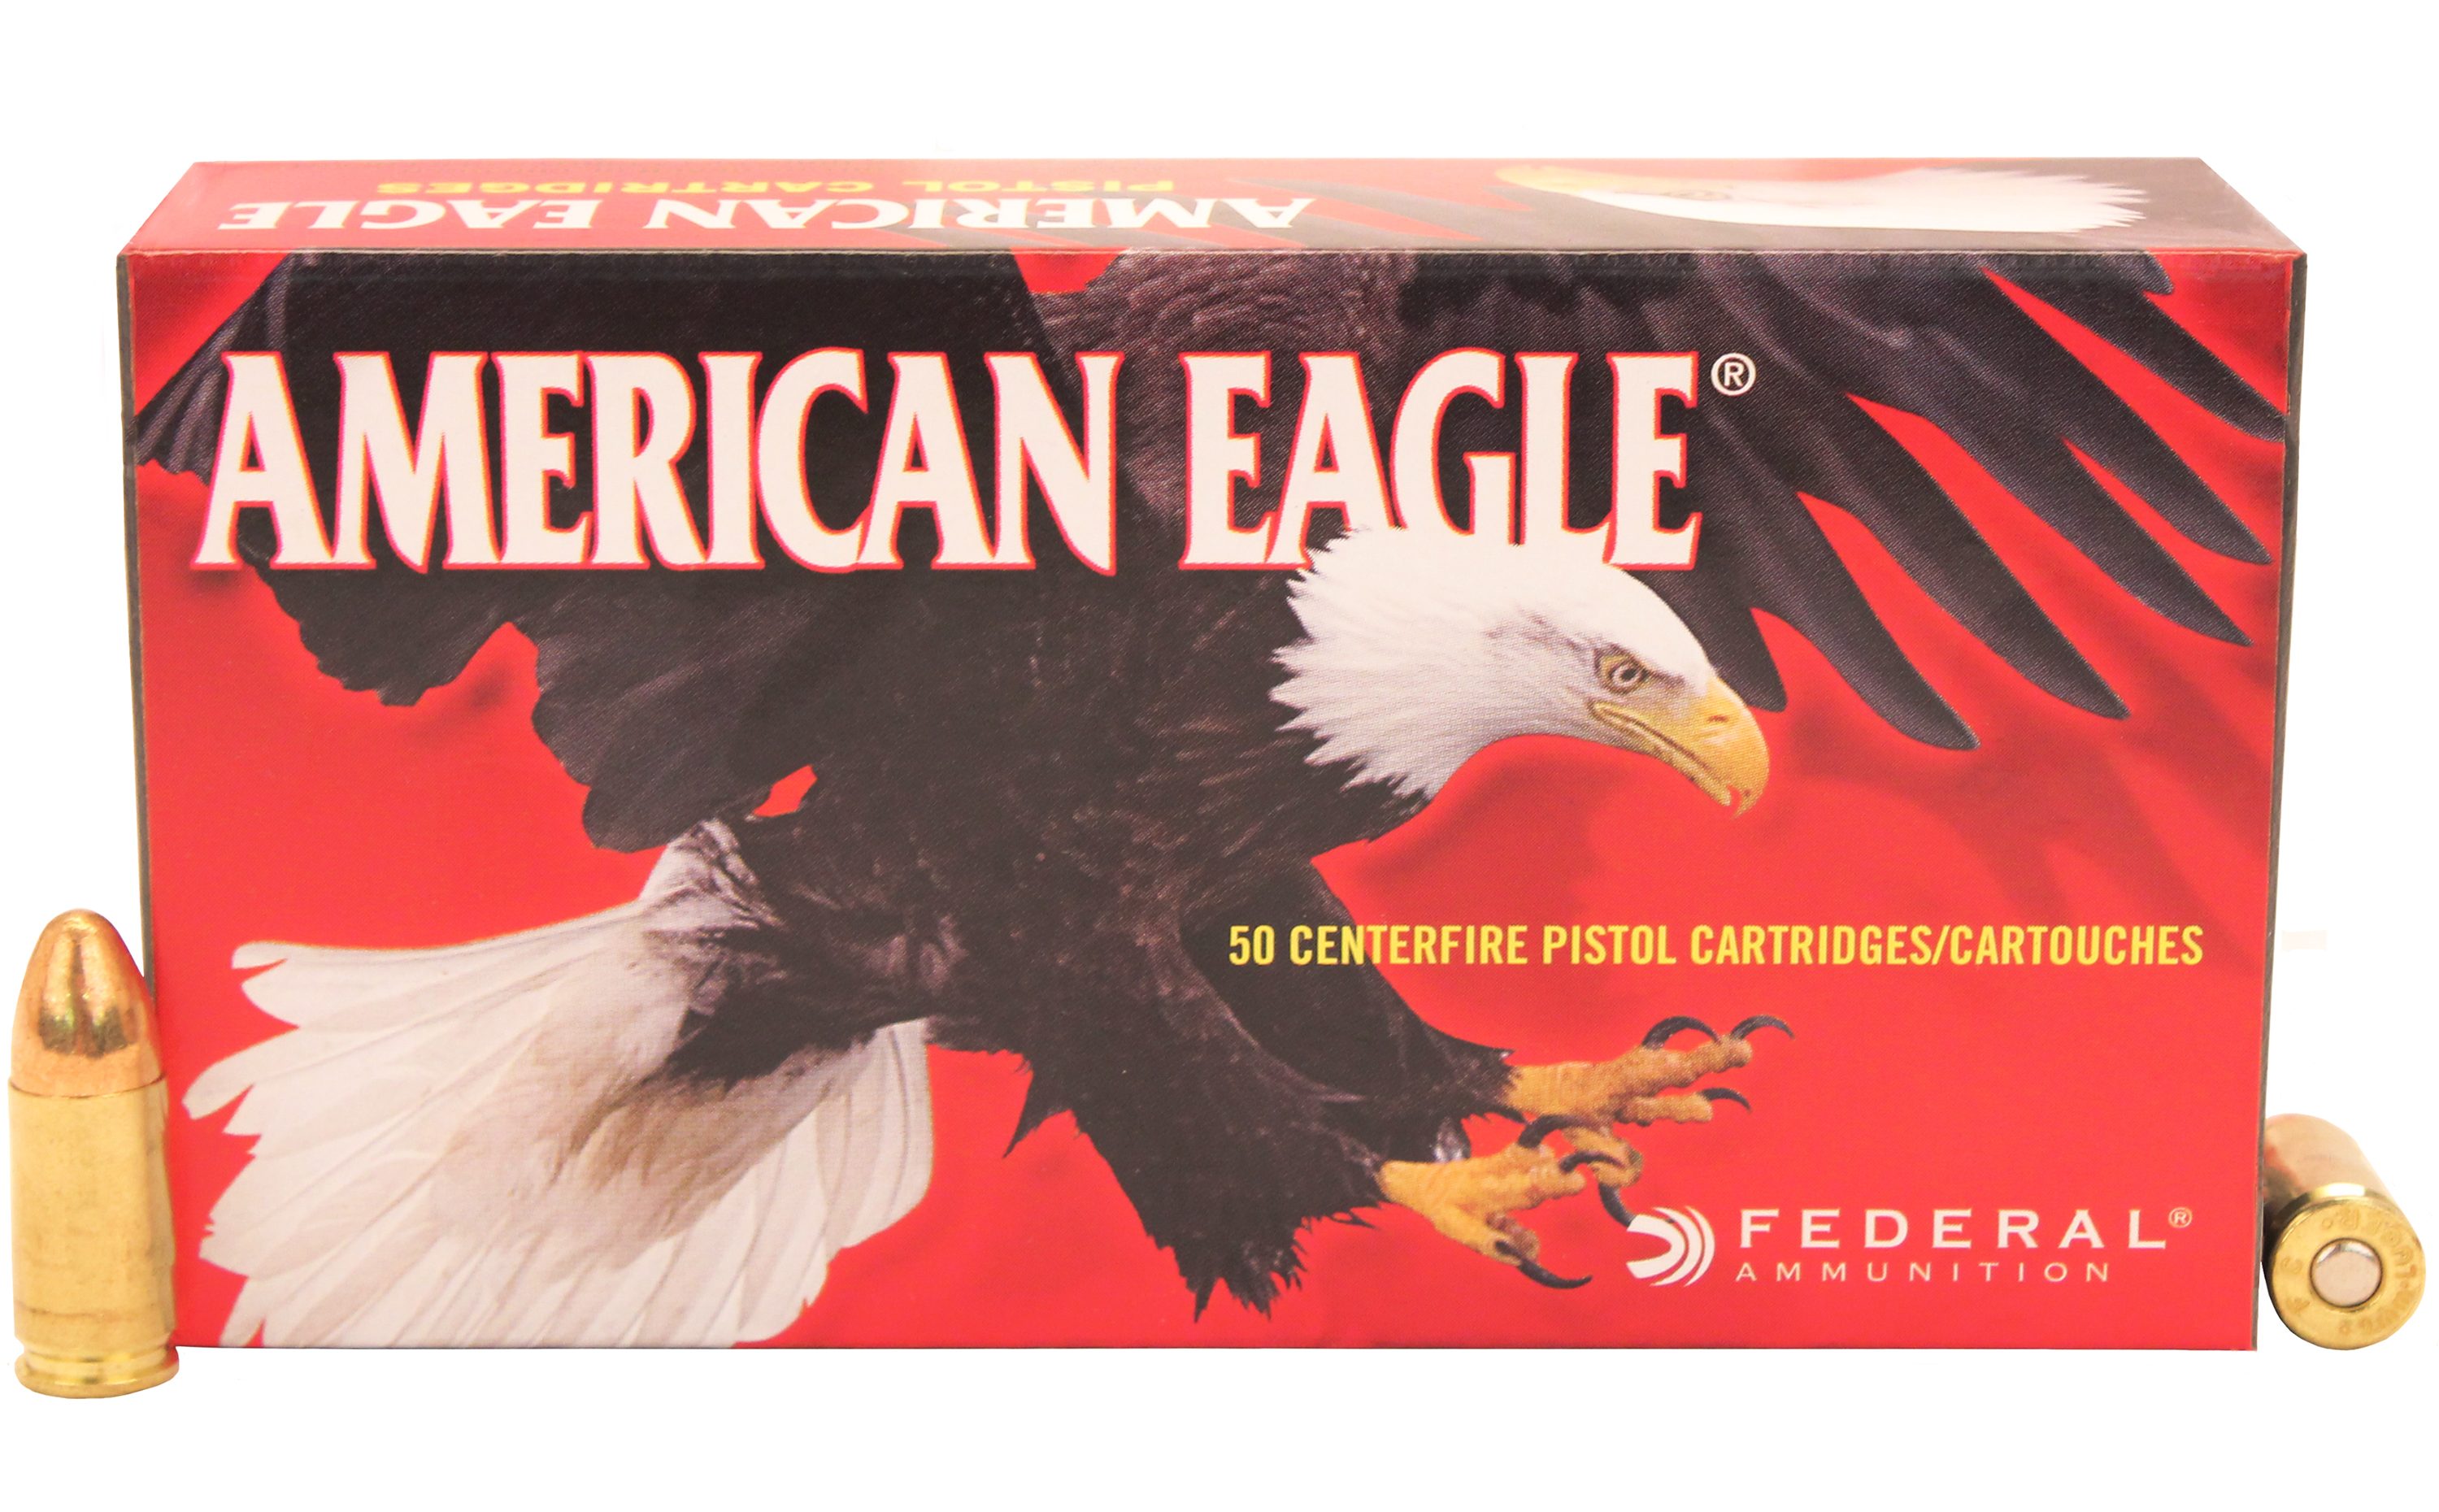 AMERICAN EAGLE
PISTOL CARTRIDGES
AMERICAN EAGLE®
50 CENTERFIRE PISTOL CARTRIDGES/CARTOUCHES
FEDERAL®
AMMUNITION